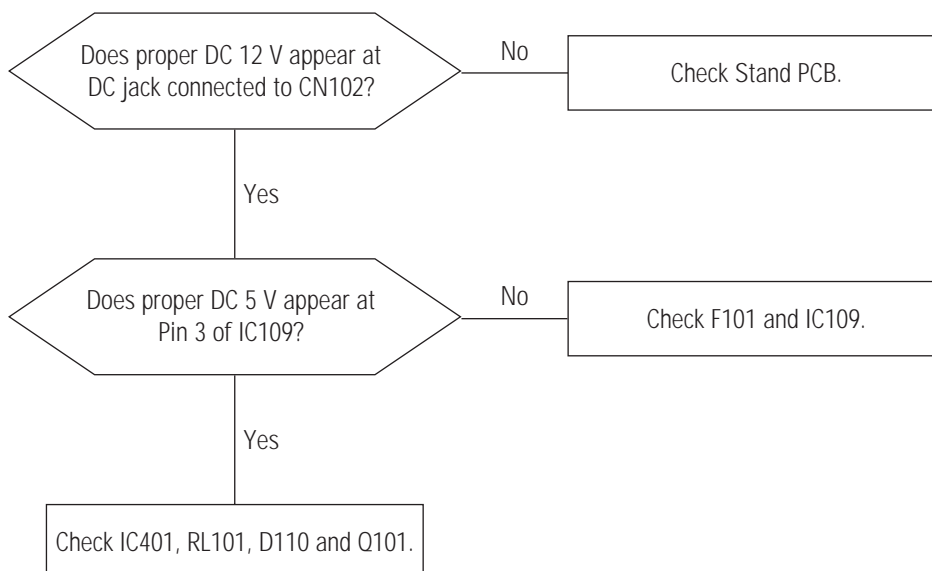 Does proper DC 12 V appear at
DC jack connected to CN102?
No
Check Stand PCB.
Yes
Does proper DC 5 V appear at
Pin 3 of IC109?
No
Check F101 and IC109.
Yes
Check IC401, RL101, D110 and Q101.